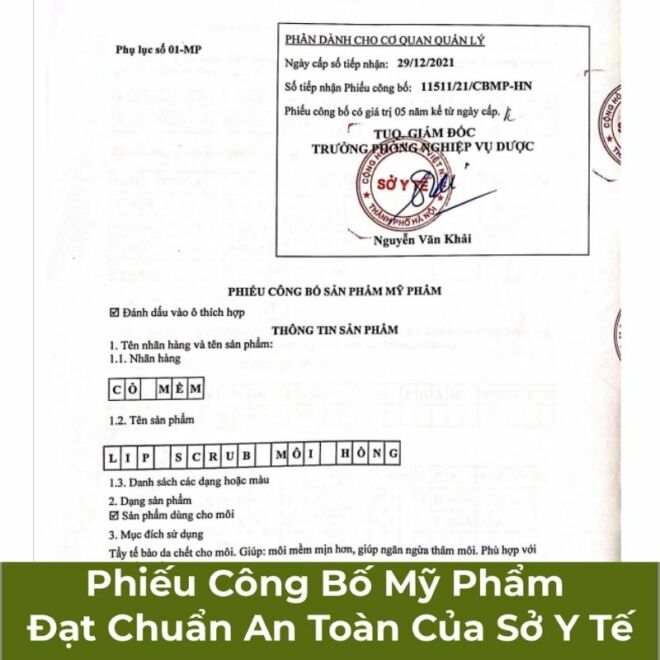 Phụ lục số 01-MP
PHẦN DÀNH CHO CƠ QUAN QUẢN LÝ
Ngày cấp số tiếp nhận: 29/12/2021
Số tiếp nhận Phiếu công bố: 11511/21/CBMP-HN
Phiếu công bố có giá trị 05 năm kể từ ngày cấp.
TUQ. GIÁM ĐỐC
TRƯỞNG PHÒNG NGHIỆP VỤ DƯỢC
SỞ Y TẾ
THÀNH PHỐ HÀ NỘI
Nguyễn Văn Khải
PHIẾU CÔNG BỐ SẢN PHẨM MỸ PHẨM
☑ Đánh dấu vào ô thích hợp
THÔNG TIN SẢN PHẨM
1. Tên nhãn hàng và tên sản phẩm:
1.1. Nhãn hàng
CỎ MỀM
1.2. Tên sản phẩm
LIP SCRUB MÔI HỒNG
1.3. Danh sách các dạng hoặc màu
2. Dạng sản phẩm
☑ Sản phẩm dùng cho môi
3. Mục đích sử dụng
Tẩy tế bào da chết cho môi. Giúp: môi mềm mịn hơn, giúp ngăn ngừa thâm môi. Phù hợp với
Phiếu Công Bố Mỹ Phẩm
Đạt Chuẩn An Toàn Của Sở Y Tế